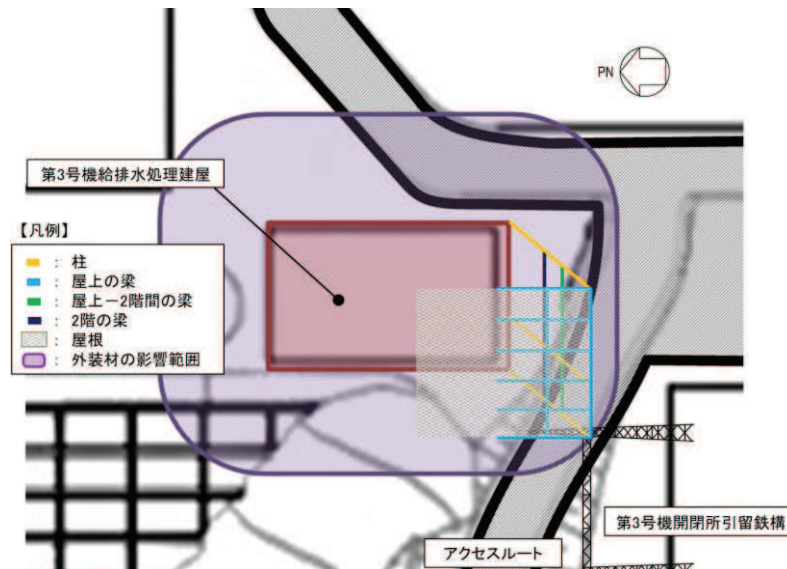 PN
第3号機給排水処理建屋
【凡例】
: 柱
: 屋上の梁
: 屋上－2階間の梁
: 2階の梁
: 屋根
: 外装材の影響範囲
第3号機開閉所引留鉄構
アクセスルート